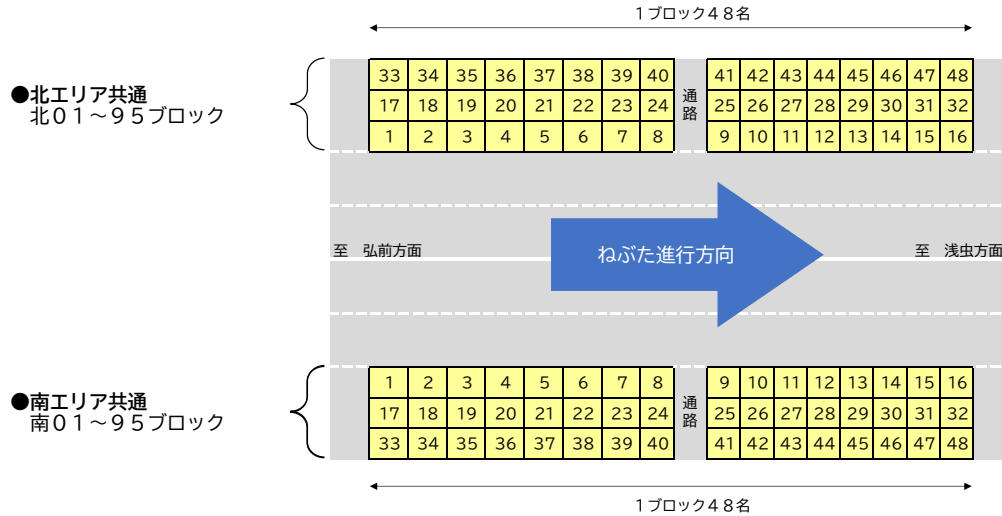 1ブロック48名
●北エリア共通
北01～95ブロック
33 34 35 36 37 38 39 40
17 18 19 20 21 22 23 24
1 2 3 4 5 6 7 8
通路
41 42 43 44 45 46 47 48
25 26 27 28 29 30 31 32
9 10 11 12 13 14 15 16
至 弘前方面
ねぶた進行方向
至 浅虫方面
●南エリア共通
南01～95ブロック
1 2 3 4 5 6 7 8
17 18 19 20 21 22 23 24
33 34 35 36 37 38 39 40
通路
9 10 11 12 13 14 15 16
25 26 27 28 29 30 31 32
41 42 43 44 45 46 47 48
1ブロック48名